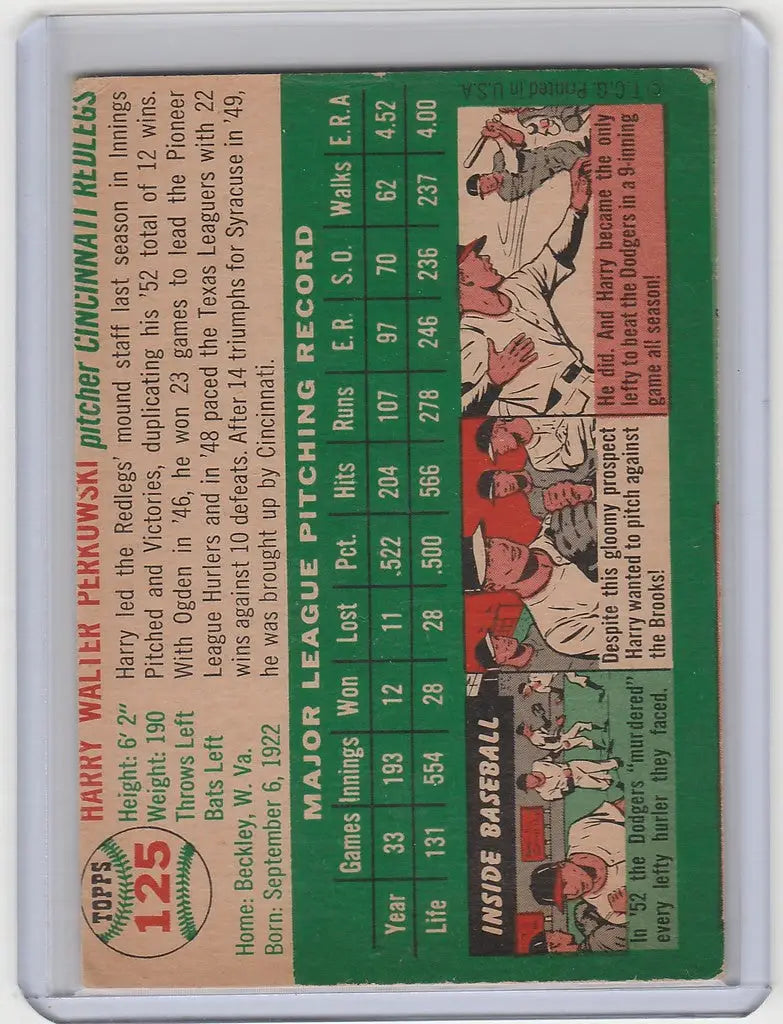 TOPPS
125
HARRY WALTER PERKOWSKI pitcher CINCINNATI REDLEGS
Height: 6' 2"
Weight: 190
Throws Left
Bats Left
Home: Beckley, W. Va.
Born: September 6, 1922
Harry led the Redlegs' mound staff last season in Innings
Pitched and Victories, duplicating his '52 total of 12 wins.
With Ogden in '46, he won 23 games to lead the Pioneer
League Hurlers and in '48 paced the Texas Leaguers with 22
wins against 10 defeats. After 14 triumphs for Syracuse in '49,
he was brought up by Cincinnati.
MAJOR LEAGUE PITCHING RECORD
Games Innings Won Lost Pct. Hits Runs E.R. S.O. Walks E.R.A
Year 33 193 12 11 .522 204 107 97 70 62 4.52
Life 131 554 28 28 .500 566 278 246 236 237 4.00
INSIDE BASEBALL
In '52 the Dodgers "murdered"
every lefty hurler they faced.
Despite this gloomy prospect
Harry wanted to pitch against
the Brooks!
He did. And Harry became the only
lefty to beat the Dodgers in a 9-inning
game all season!
© T.C.G. Printed in U.S.A